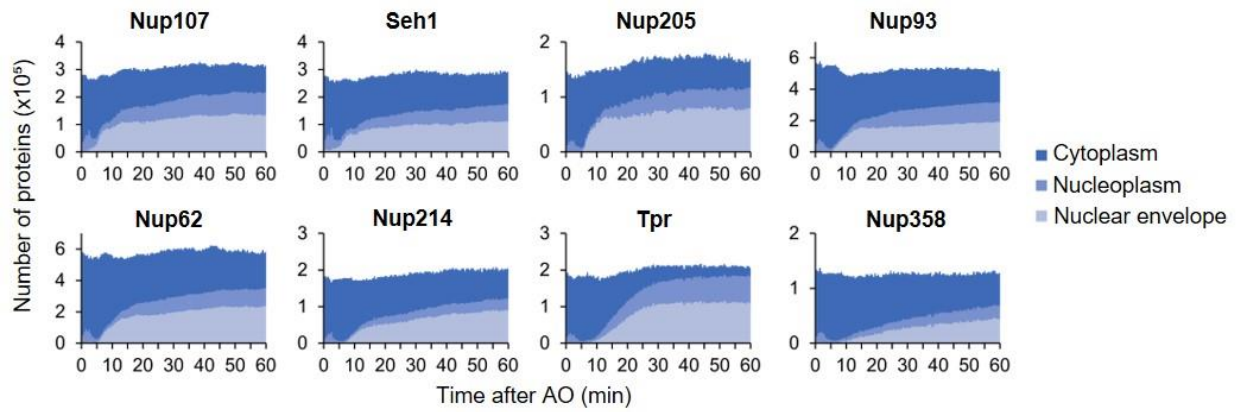 Nup107 Seh1 Nup205 Nup93
4 4 2 6
3 3 4
2 2 1 2
1 1
0 0 0 0
0 10 20 30 40 50 60 0 10 20 30 40 50 60 0 10 20 30 40 50 60 0 10 20 30 40 50 60
Number of proteins (x10⁵)
Cytoplasm
Nucleoplasm
Nuclear envelope
Nup62 Nup214 Tpr Nup358
6 3 3 2
4 2 2 1
2 1 1
0 0 0 0
0 10 20 30 40 50 60 0 10 20 30 40 50 60 0 10 20 30 40 50 60 0 10 20 30 40 50 60
Time after AO (min)